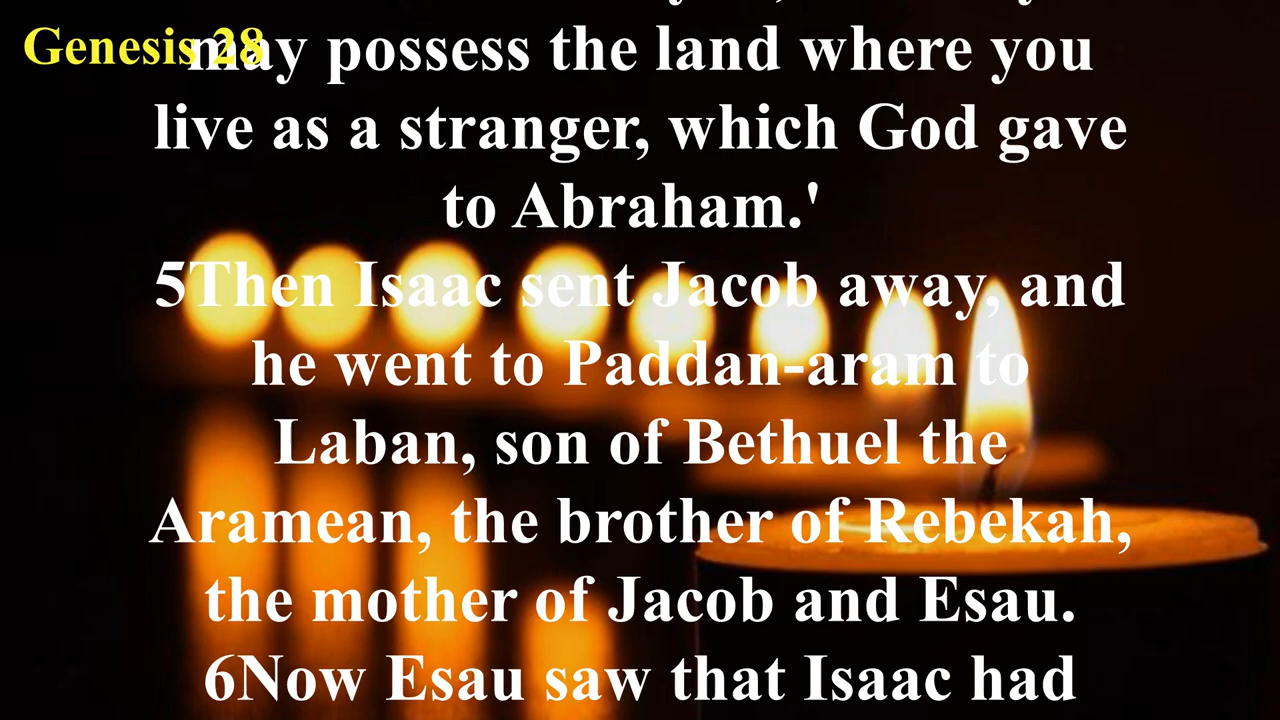 Genesis 28
may possess the land where you
live as a stranger, which God gave
to Abraham.'
5Then Isaac sent Jacob away, and
he went to Paddan-aram to
Laban, son of Bethuel the
Aramean, the brother of Rebekah,
the mother of Jacob and Esau.
6Now Esau saw that Isaac had